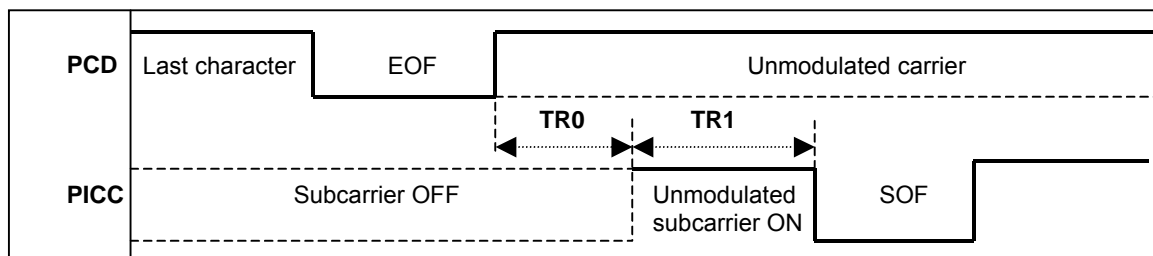 PCD Last character EOF Unmodulated carrier
TR0 TR1
PICC Subcarrier OFF Unmodulated SOF
subcarrier ON